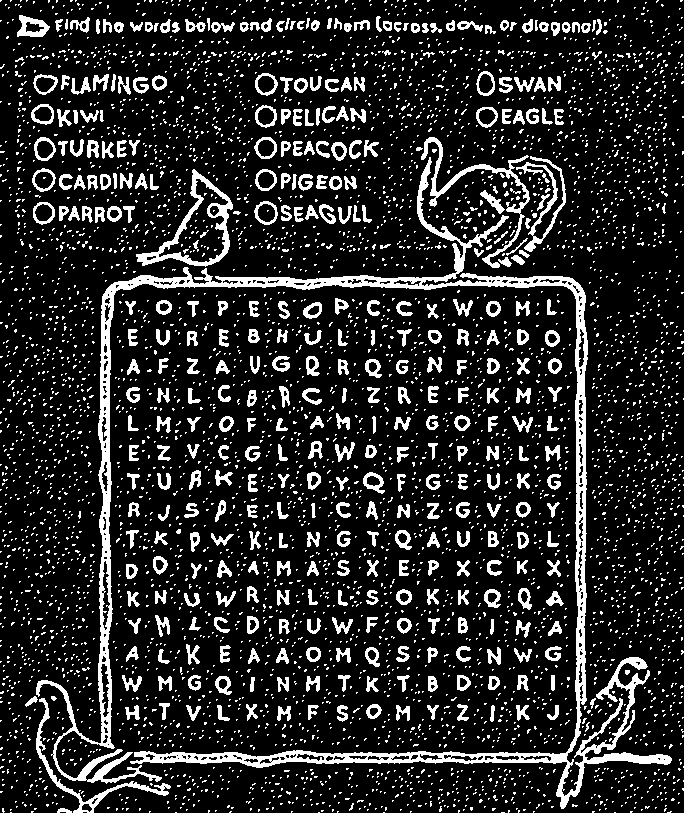 Find the words below and circle them (across, down, or diagonal):
FLAMINGO TOUCAN SWAN
KIWI PELICAN EAGLE
TURKEY PEACOCK
CARDINAL PIGEON
PARROT SEAGULL
Y O T P E S O P C C X W O M L
E U R E B H U L I T O R A D O
A F Z A U G Q R Q G N F D X O
G N L C B R C I Z R E F K M Y
L M Y O F L A M I N G O F W L
E Z V C G L R W D F T P N L M
T U R K E Y D Y Q F G E U K G
R J S P E L I C A N Z G V O Y
T K P W K L N G T Q A U B D L
D O Y A A M A S X E P X C K X
K N U W R N L L S O K K Q Q A
Y M L C D R U W F O T B I M A
A L K E A A O M Q S P C N W G
W M G Q I N M T K T B D D R I
H T V L X M F S O M Y Z I K J